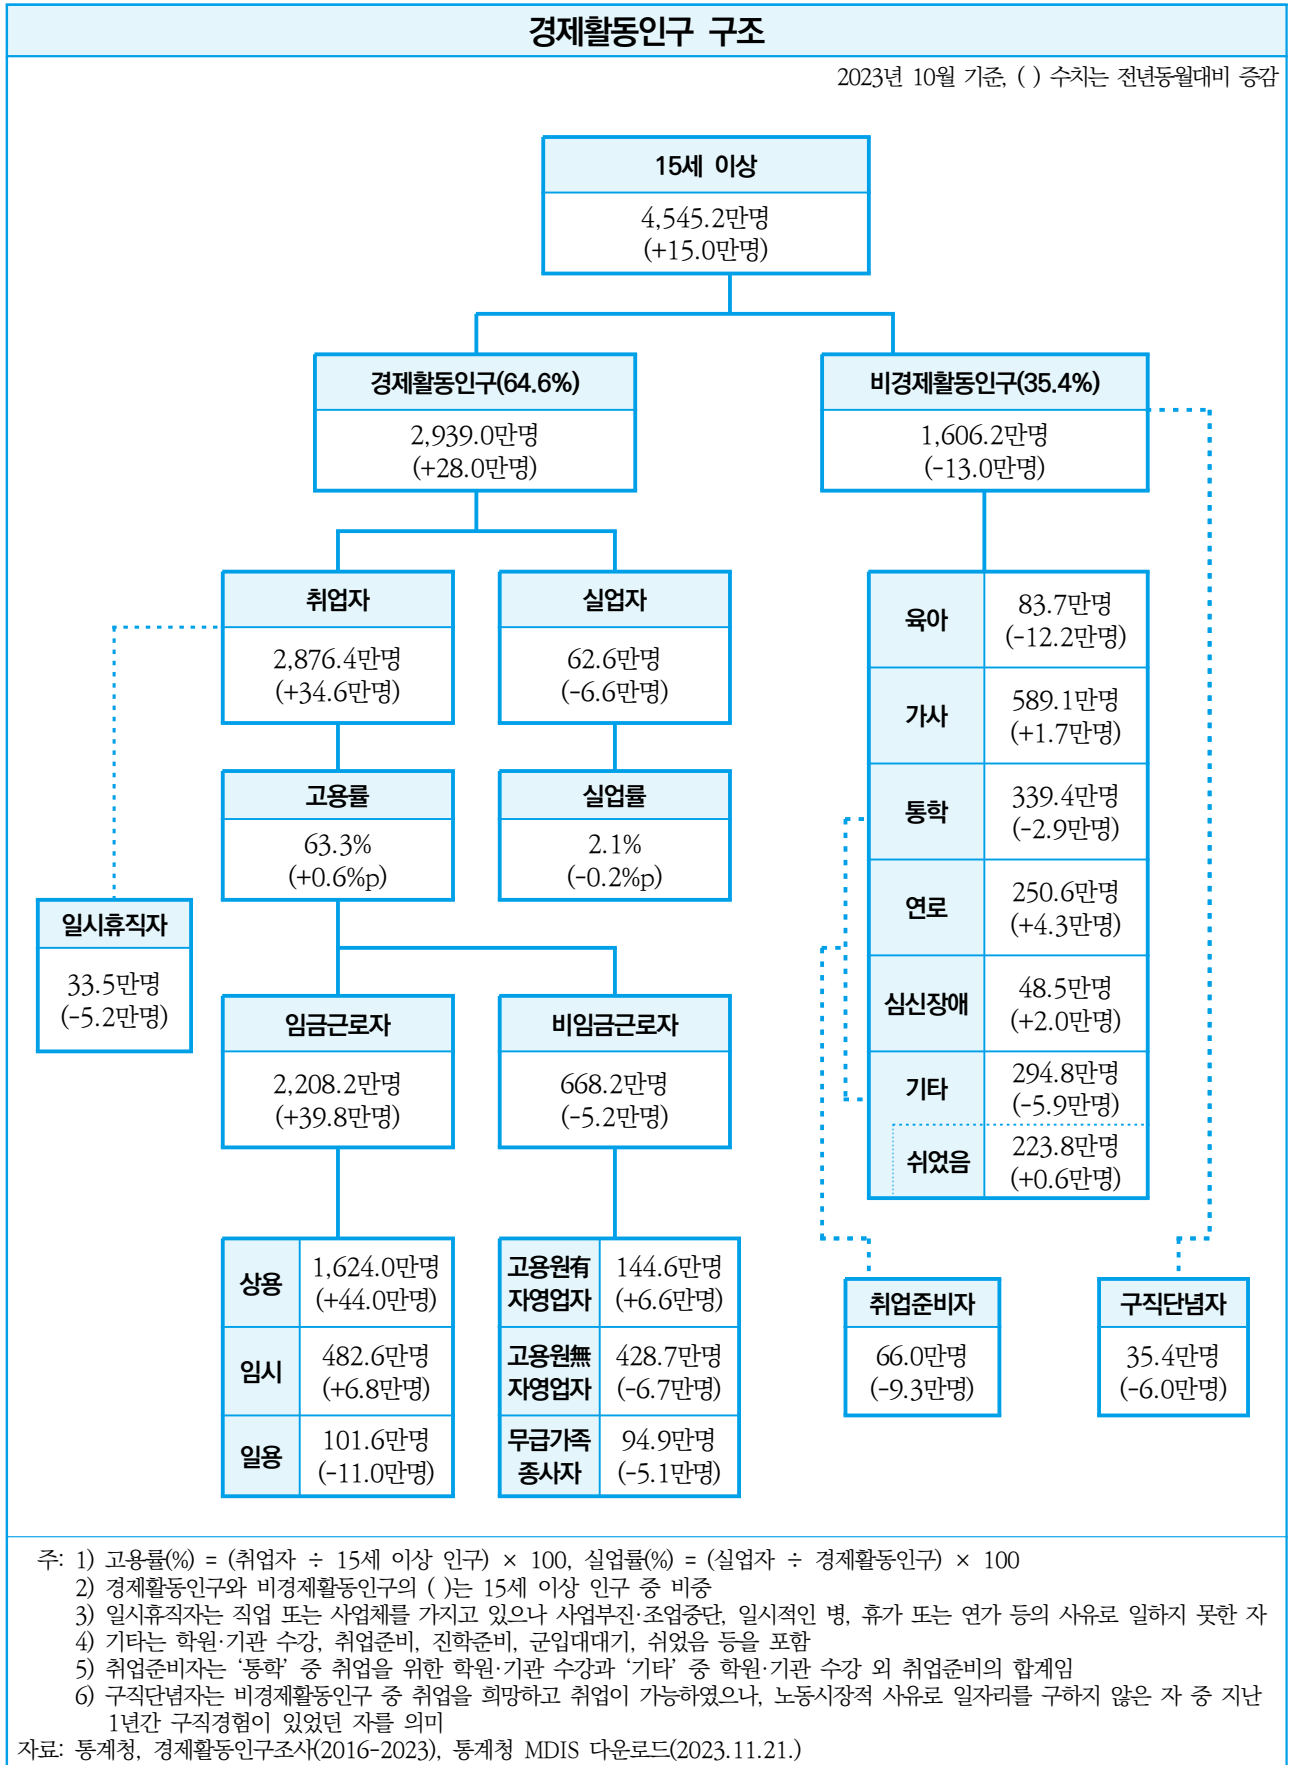 경제활동인구 구조
2023년 10월 기준, ( ) 수치는 전년동월대비 증감
15세 이상
4,545.2만명
(+15.0만명)
경제활동인구(64.6%)
2,939.0만명
(+28.0만명)
비경제활동인구(35.4%)
1,606.2만명
(-13.0만명)
취업자
2,876.4만명
(+34.6만명)
실업자
62.6만명
(-6.6만명)
고용률
63.3%
(+0.6%p)
실업률
2.1%
(-0.2%p)
일시휴직자
33.5만명
(-5.2만명)
임금근로자
2,208.2만명
(+39.8만명)
비임금근로자
668.2만명
(-5.2만명)
상용
1,624.0만명
(+44.0만명)
임시
482.6만명
(+6.8만명)
일용
101.6만명
(-11.0만명)
고용원有
자영업자
144.6만명
(+6.6만명)
고용원無
자영업자
428.7만명
(-6.7만명)
무급가족
종사자
94.9만명
(-5.1만명)
육아
83.7만명
(-12.2만명)
가사
589.1만명
(+1.7만명)
통학
339.4만명
(-2.9만명)
연로
250.6만명
(+4.3만명)
심신장애
48.5만명
(+2.0만명)
기타
294.8만명
(-5.9만명)
쉬었음
223.8만명
(+0.6만명)
취업준비자
66.0만명
(-9.3만명)
구직단념자
35.4만명
(-6.0만명)
주: 1) 고용률(%) = (취업자 ÷ 15세 이상 인구) × 100, 실업률(%) = (실업자 ÷ 경제활동인구) × 100
2) 경제활동인구와 비경제활동인구의 ( )는 15세 이상 인구 중 비중
3) 일시휴직자는 직업 또는 사업체를 가지고 있으나 사업부진·조업중단, 일시적인 병, 휴가 또는 연가 등의 사유로 일하지 못한 자
4) 기타는 학원·기관 수강, 취업준비, 진학준비, 군입대대기, 쉬었음 등을 포함
5) 취업준비자는 ‘통학’ 중 취업을 위한 학원·기관 수강과 ‘기타’ 중 학원·기관 수강 외 취업준비의 합계임
6) 구직단념자는 비경제활동인구 중 취업을 희망하고 취업이 가능하였으나, 노동시장적 사유로 일자리를 구하지 않은 자 중 지난
1년간 구직경험이 있었던 자를 의미
자료: 통계청, 경제활동인구조사(2016-2023), 통계청 MDIS 다운로드(2023.11.21.)